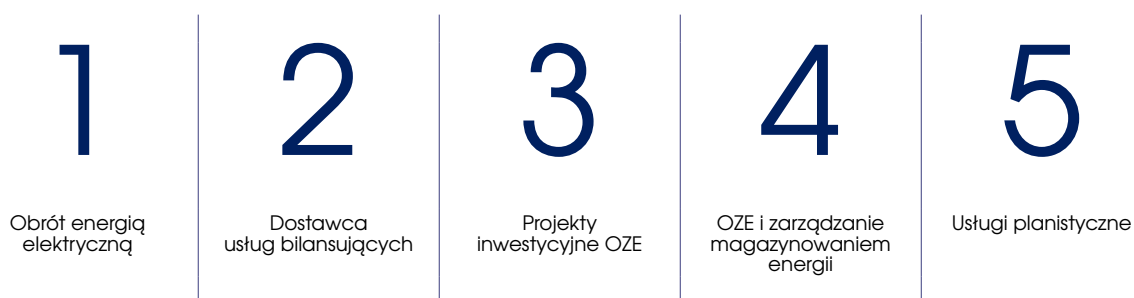 1
Obrót energią
elektryczną
2
Dostawca
usług bilansujących
3
Projekty
inwestycyjne OZE
4
OZE i zarządzanie
magazynowaniem
energii
5
Usługi planistyczne